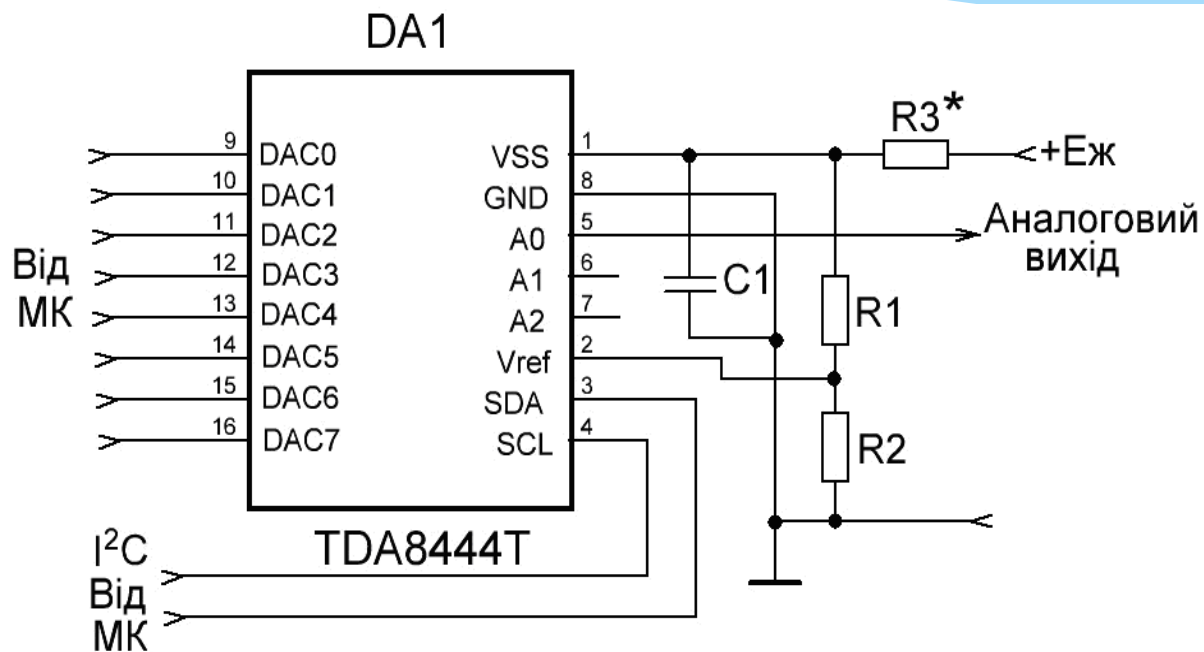 DA1
9 DAC0
10 DAC1
11 DAC2
12 DAC3
13 DAC4
14 DAC5
15 DAC6
16 DAC7
VSS 1
GND 8
A0 5
A1 6
A2 7
Vref 2
SDA 3
SCL 4
Від
МК
R3*
+Eж
Аналоговий
вихід
C1
R1
R2
TDA8444T
I²C
Від
МК